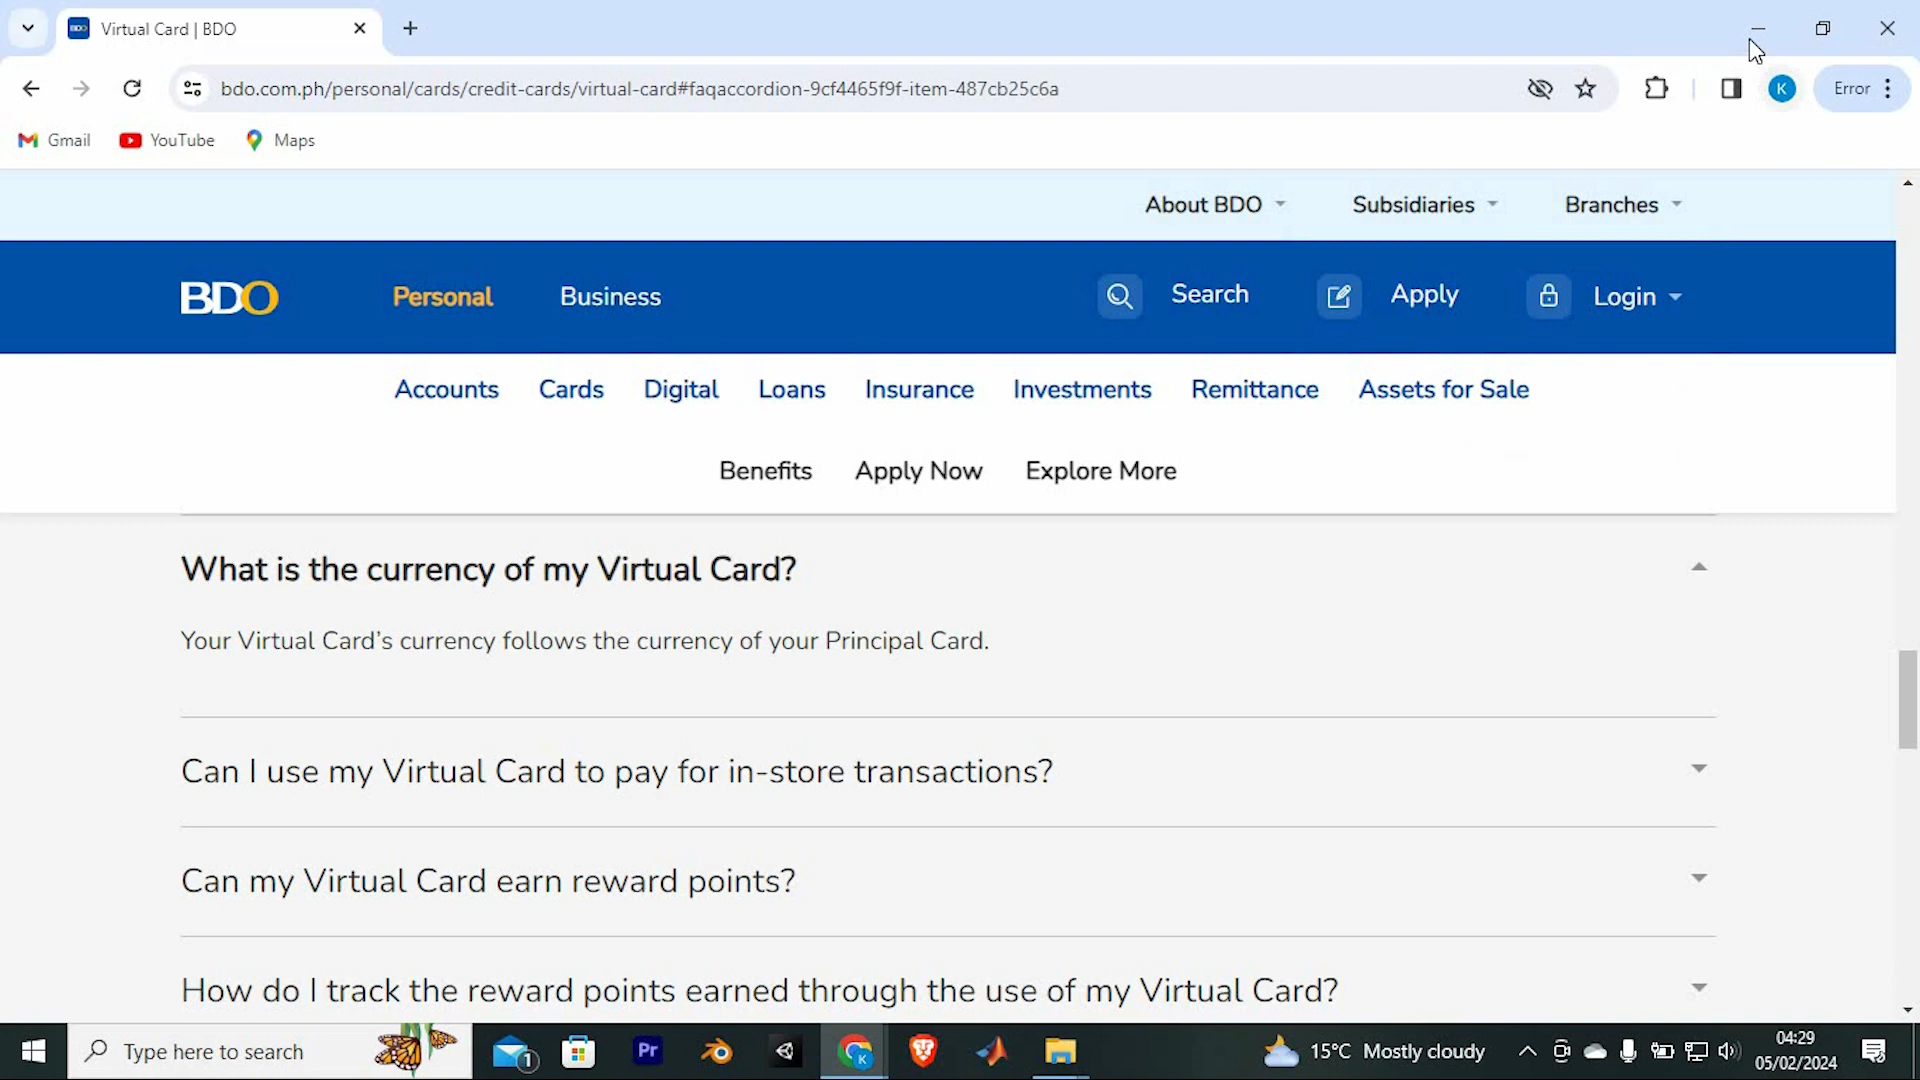 Virtual Card | BDO
bdo.com.ph/personal/cards/credit-cards/virtual-card#faqaccordion-9cf4465f9f-item-487cb25c6a
K
Error
Gmail
YouTube
Maps
About BDO
Subsidiaries
Branches
BDO
Personal
Business
Search
Apply
Login
Accounts
Cards
Digital
Loans
Insurance
Investments
Remittance
Assets for Sale
Benefits
Apply Now
Explore More
What is the currency of my Virtual Card?
Your Virtual Card's currency follows the currency of your Principal Card.
Can I use my Virtual Card to pay for in-store transactions?
Can my Virtual Card earn reward points?
How do I track the reward points earned through the use of my Virtual Card?
Type here to search
1
Pr
K
15°C Mostly cloudy
04:29
05/02/2024